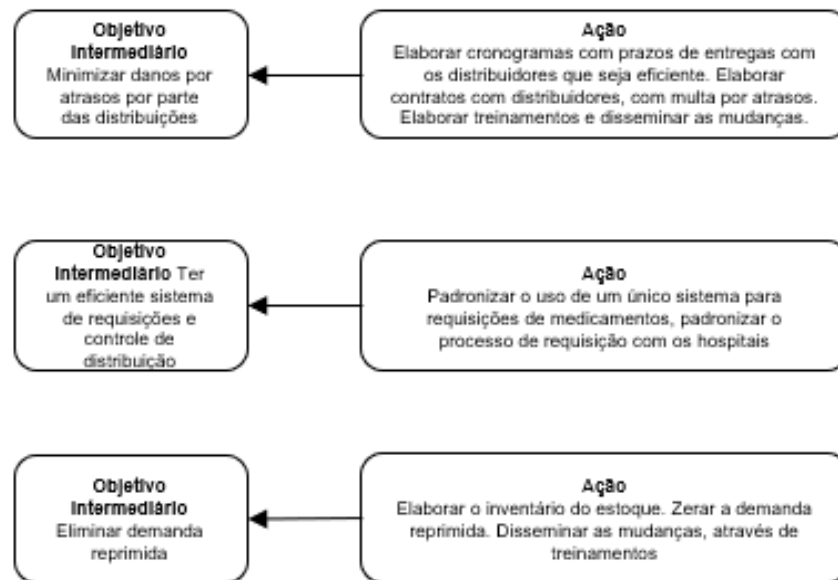 Objetivo
Intermediário
Minimizar danos por
atrasos por parte
das distribuições
Ação
Elaborar cronogramas com prazos de entregas com
os distribuidores que seja eficiente. Elaborar
contratos com distribuidores, com multa por atrasos.
Elaborar treinamentos e disseminar as mudanças.
Objetivo
Intermediário Ter
um eficiente sistema
de requisições e
controle de
distribuição
Ação
Padronizar o uso de um único sistema para
requisições de medicamentos, padronizar o
processo de requisição com os hospitais
Objetivo
Intermediário
Eliminar demanda
reprimida
Ação
Elaborar o inventário do estoque. Zerar a demanda
reprimida. Disseminar as mudanças, através de
treinamentos